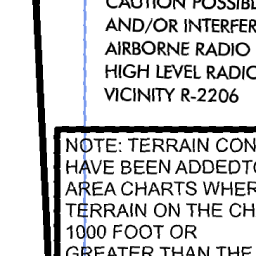 CAUTION POSSIBL
AND/OR INTERFER
AIRBORNE RADIO
HIGH LEVEL RADIO
VICINITY R-2206
NOTE: TERRAIN CON
HAVE BEEN ADDEDTO
AREA CHARTS WHER
TERRAIN ON THE CH
1000 FOOT OR
GREATER THAN THE